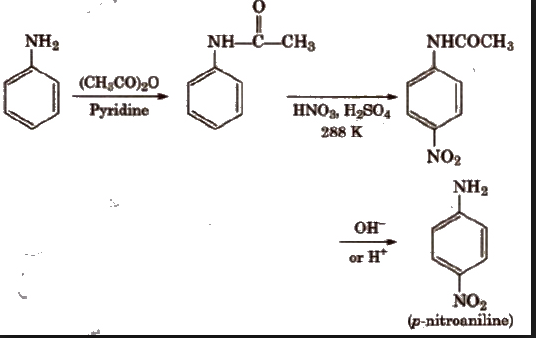 O
NH₂ NH—C—CH₃ NHCOCH₃
(CH₃CO)₂O
Pyridine HNO₃, H₂SO₄
288 K
NO₂
NH₂
OH⁻
or H⁺
NO₂
(p-nitroaniline)